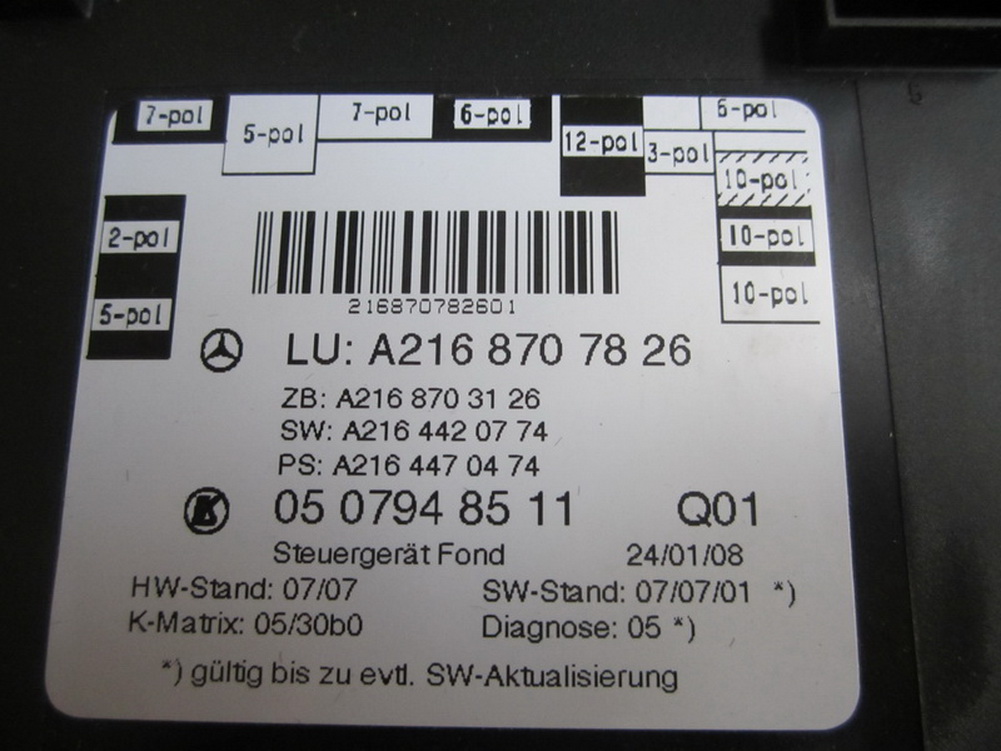 7-pol
5-pol
7-pol
6-pol
12-pol
3-pol
6-pol
10-pol
10-pol
10-pol
2-pol
5-pol
216870782601
LU: A216 870 78 26
ZB: A216 870 31 26
SW: A216 442 07 74
PS: A216 447 04 74
05 0794 85 11 Q01
Steuergerät Fond 24/01/08
HW-Stand: 07/07 SW-Stand: 07/07/01 *)
K-Matrix: 05/30b0 Diagnose: 05 *)
*) gültig bis zu evtl. SW-Aktualisierung